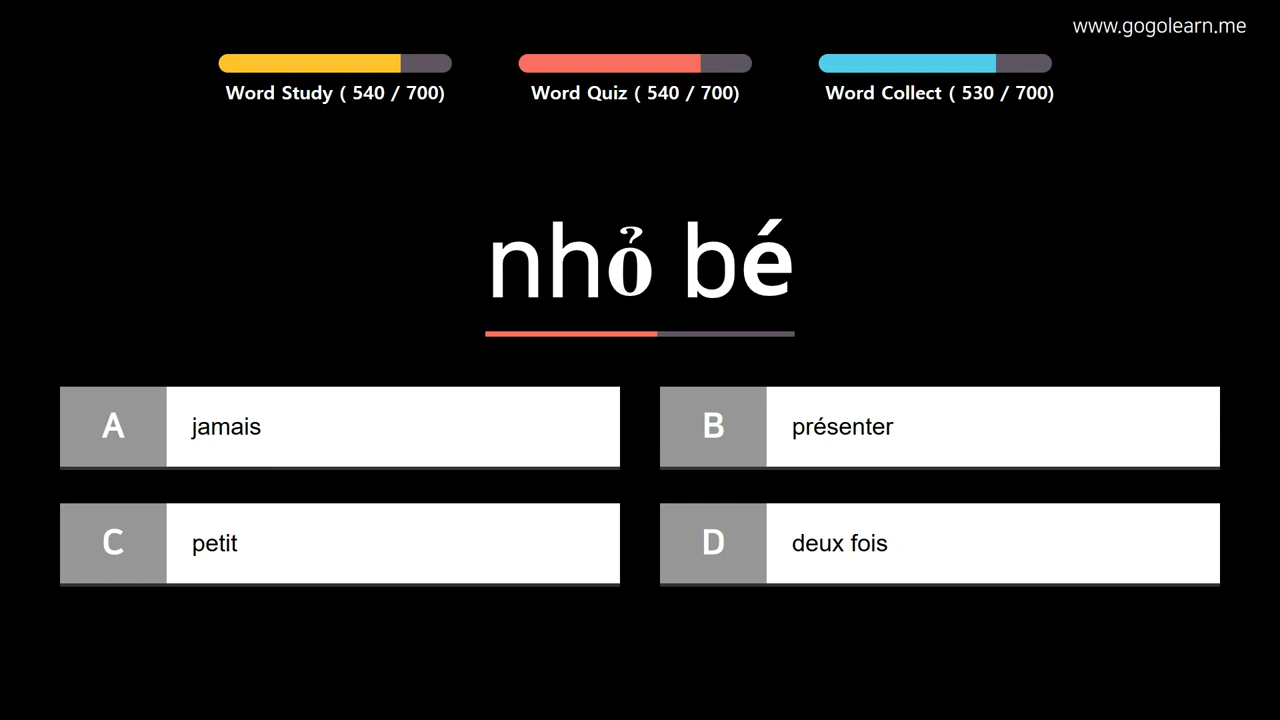 www.gogolearn.me
Word Study ( 540 / 700)
Word Quiz ( 540 / 700)
Word Collect ( 530 / 700)
nhỏ bé
A jamais
B présenter
C petit
D deux fois